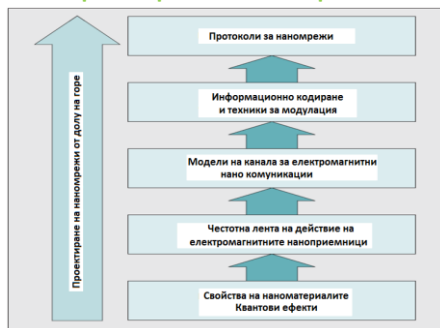 Протоколи за наномрежи
Информационно кодиране
и техники за модулация
Модели на канала за електромагнитни
нано комуникации
Честотна лента на действие на
електромагнитните наноприемници
Свойства на наноматериалите
Квантови ефекти
Проектиране на наномрежи от долу на горе